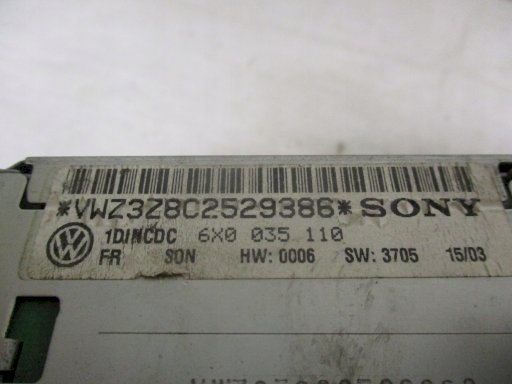 *VWZ3Z8C2529386* SONY
1DINCDC 6X0 035 110
FR SON HW: 0006 SW: 3705 15/03